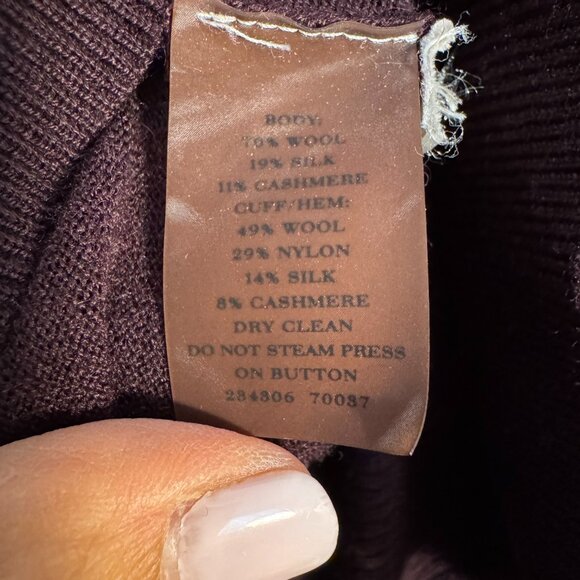 BODY:
70% WOOL
19% SILK
11% CASHMERE
CUFF/HEM:
49% WOOL
29% NYLON
14% SILK
8% CASHMERE
DRY CLEAN
DO NOT STEAM PRESS
ON BUTTON
234306 70037